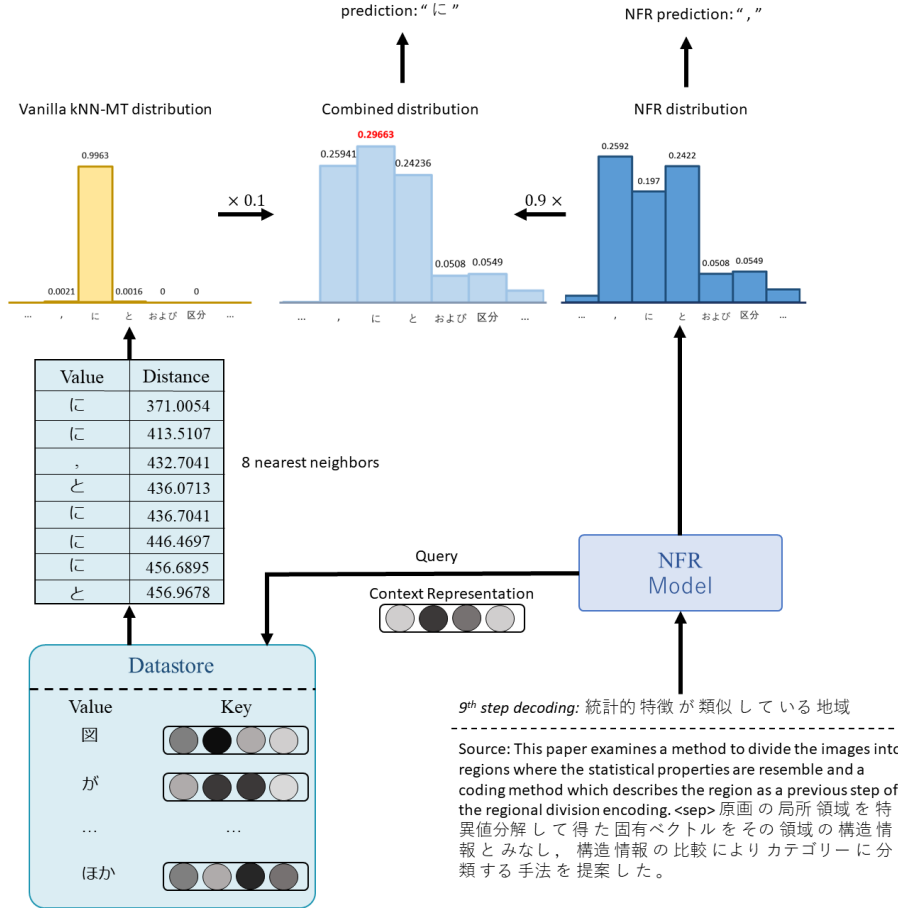 prediction: “ に ”
NFR prediction: “ , ”
Vanilla kNN-MT distribution
Combined distribution
NFR distribution
0.9963
0.0021
0.0016
0
0
... , に と および 区分 ...
× 0.1
0.25941
0.29663
0.24236
0.0508
0.0549
... , に と および 区分 ...
0.9 ×
0.2592
0.197
0.2422
0.0508
0.0549
... , に と および 区分 ...
Value Distance
に 371.0054
に 413.5107
, 432.7041
と 436.0713
に 436.7041
に 446.4697
に 456.6895
と 456.9678
8 nearest neighbors
Query
Context Representation
NFR
Model
Datastore
Value Key
図
が
... ...
ほか
9th step decoding: 統計的 特徴 が 類似 し て いる 地域
Source: This paper examines a method to divide the images into
regions where the statistical properties are resemble and a
coding method which describes the region as a previous step of
the regional division encoding. <sep> 原画 の 局所 領域 を 特
異値分解 し て 得 た 固有ベクトル を その 領域 の 構造 情
報 と みなし , 構造 情報 の 比較 により カテゴリー に 分
類 する 手法 を 提案 し た 。